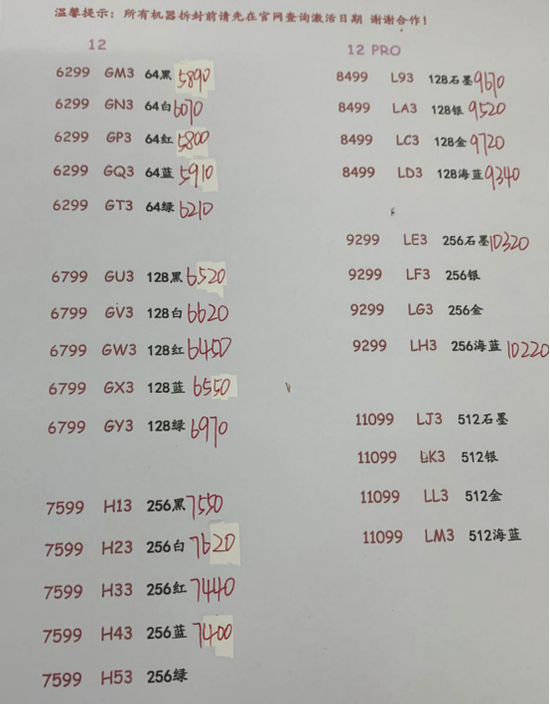 温馨提示：所有机器拆封前请先在官网查询激活日期 谢谢合作！
12
6299 GM3 64黑 5890
6299 GN3 64白 6070
6299 GP3 64红 5800
6299 GQ3 64蓝 5910
6299 GT3 64绿 6210
6799 GU3 128黑 6520
6799 GV3 128白 6620
6799 GW3 128红 6450
6799 GX3 128蓝 6550
6799 GY3 128绿 6970
7599 H13 256黑 7550
7599 H23 256白 7620
7599 H33 256红 7440
7599 H43 256蓝 7400
7599 H53 256绿
12 PRO
8499 L93 128石墨 9670
8499 LA3 128银 9520
8499 LC3 128金 9720
8499 LD3 128海蓝 9340
9299 LE3 256石墨 10320
9299 LF3 256银
9299 LG3 256金
9299 LH3 256海蓝 10220
11099 LJ3 512石墨
11099 LK3 512银
11099 LL3 512金
11099 LM3 512海蓝